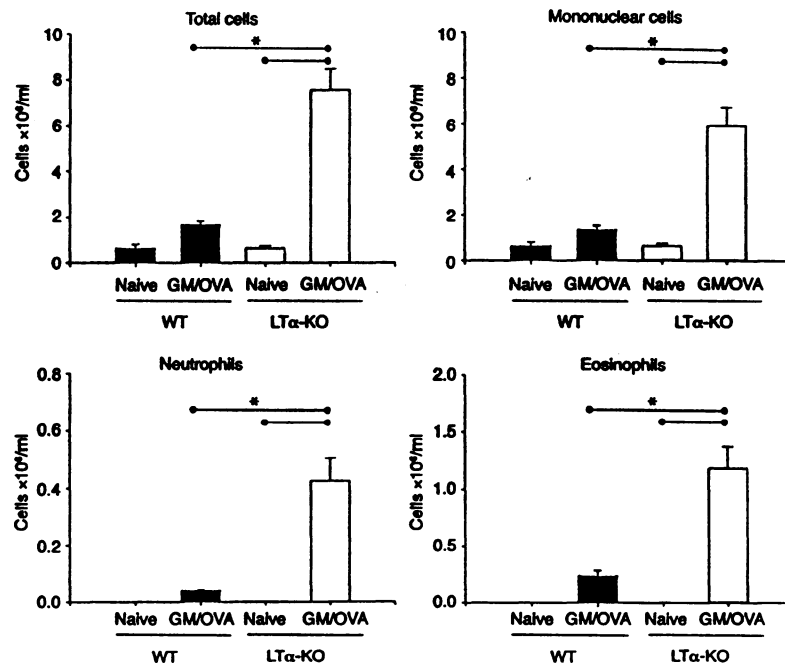 Total cells
Cells ×10⁶/ml
10
8
6
4
2
0
*
Naive GM/OVA Naive GM/OVA
WT LTα-KO
Mononuclear cells
Cells ×10⁶/ml
10
8
6
4
2
0
*
Naive GM/OVA Naive GM/OVA
WT LTα-KO
Neutrophils
Cells ×10⁶/ml
0.8
0.6
0.4
0.2
0.0
*
Naive GM/OVA Naive GM/OVA
WT LTα-KO
Eosinophils
Cells ×10⁶/ml
2.0
1.5
1.0
0.5
0.0
*
Naive GM/OVA Naive GM/OVA
WT LTα-KO